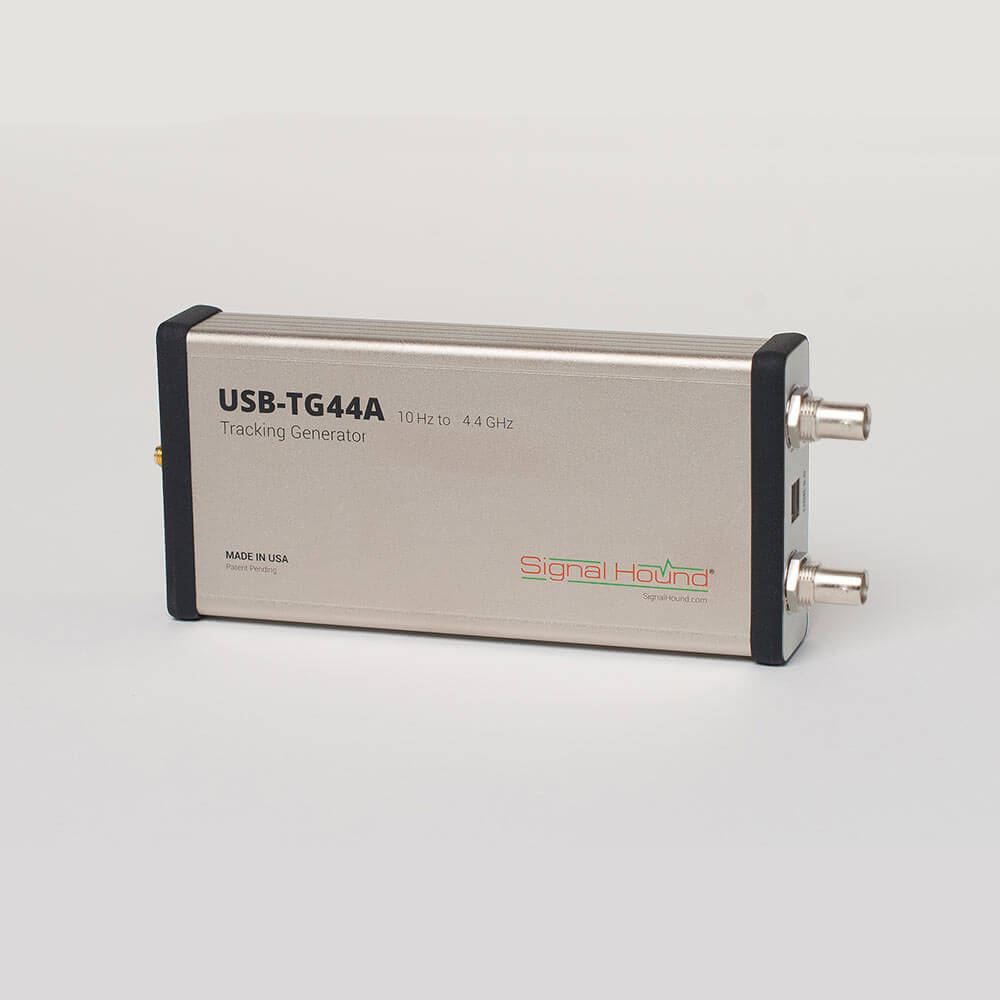 USB-TG44A 10 Hz to 4.4 GHz
Tracking Generator
MADE IN USA
Patent Pending
Signal Hound®
SignalHound.com